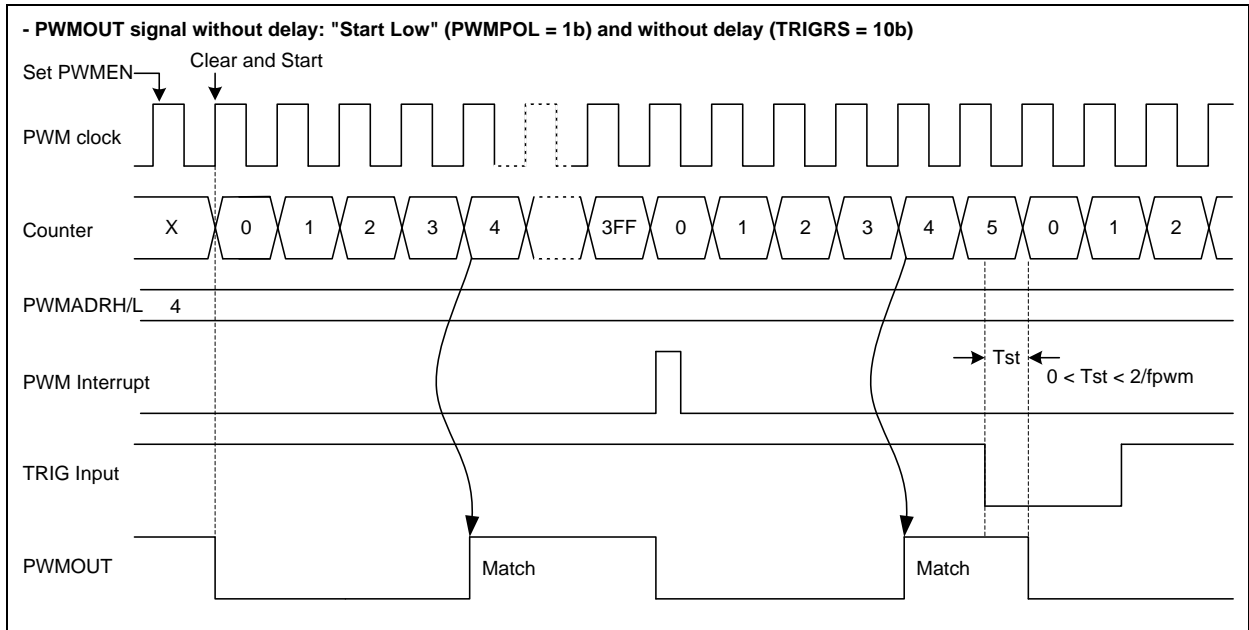 - PWMOUT signal without delay: "Start Low" (PWMPOL = 1b) and without delay (TRIGRS = 10b)
Clear and Start
Set PWMEN
PWM clock
Counter X 0 1 2 3 4 3FF 0 1 2 3 4 5 0 1 2
PWMADRH/L 4
Tst
0 < Tst < 2/fpwm
PWM Interrupt
TRIG Input
PWMOUT Match Match